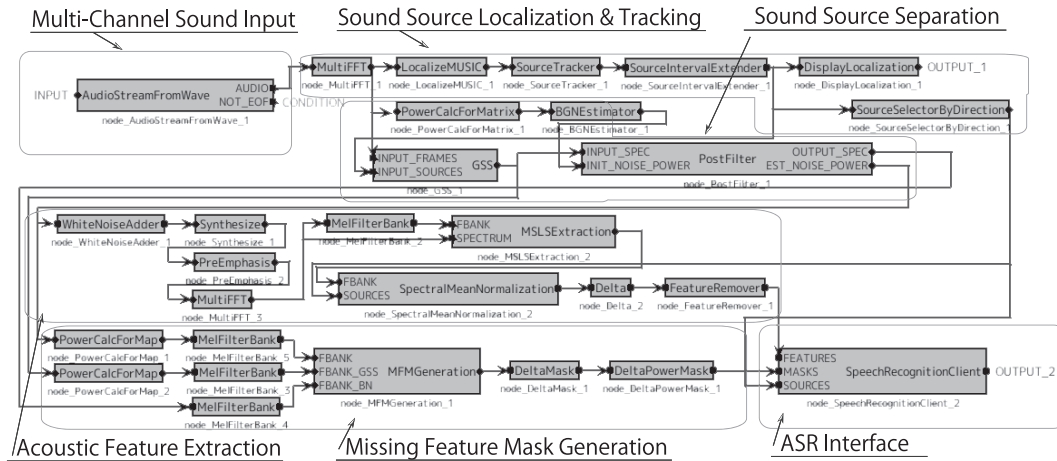 Multi-Channel Sound Input
Sound Source Localization & Tracking
Sound Source Separation
INPUT
AudioStreamFromWave
AUDIO
NOT_EOF
CONDITION
node_AudioStreamFromWave_1
MultiFFT
node_MultiFFT_1
LocalizeMUSIC
node_LocalizeMUSIC_1
SourceTracker
node_SourceTracker_1
SourceIntervalExtender
node_SourceIntervalExtender_1
DisplayLocalization
node_DisplayLocalization_1
OUTPUT_1
PowerCalcForMatrix
node_PowerCalcForMatrix_1
BGNEstimator
node_BGNEstimator_1
SourceSelectorByDirection
node_SourceSelectorByDirection_1
INPUT_FRAMES
INPUT_SOURCES
GSS
node_GSS_1
INPUT_SPEC
INIT_NOISE_POWER
PostFilter
OUTPUT_SPEC
EST_NOISE_POWER
node_PostFilter_1
WhiteNoiseAdder
node_WhiteNoiseAdder_1
Synthesize
node_Synthesize_1
MelFilterBank
node_MelFilterBank_2
FBANK
SPECTRUM
MSLSExtraction
node_MSLSExtraction_2
PreEmphasis
node_PreEmphasis_2
MultiFFT
node_MultiFFT_3
FBANK
SOURCES
SpectralMeanNormalization
node_SpectralMeanNormalization_2
Delta
node_Delta_2
FeatureRemover
node_FeatureRemover_1
PowerCalcForMap
node_PowerCalcForMap_1
MelFilterBank
node_MelFilterBank_5
PowerCalcForMap
node_PowerCalcForMap_2
MelFilterBank
node_MelFilterBank_3
MelFilterBank
node_MelFilterBank_4
FBANK
FBANK_GSS
FBANK_BN
MFMGeneration
node_MFMGeneration_1
DeltaMask
node_DeltaMask_1
DeltaPowerMask
node_DeltaPowerMask_1
FEATURES
MASKS
SOURCES
SpeechRecognitionClient
node_SpeechRecognitionClient_2
OUTPUT_2
Acoustic Feature Extraction
Missing Feature Mask Generation
ASR Interface